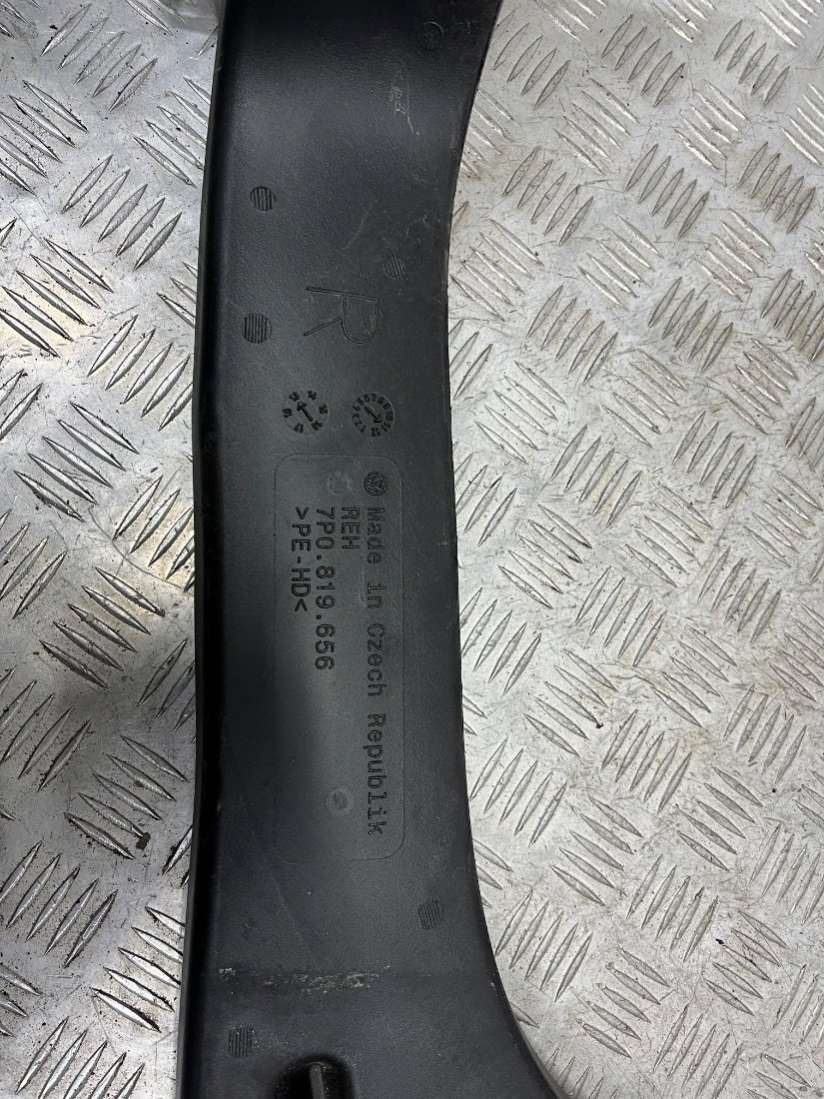 R
Made in Czech Republik
REH
7P0.819.656
>PE-HD<